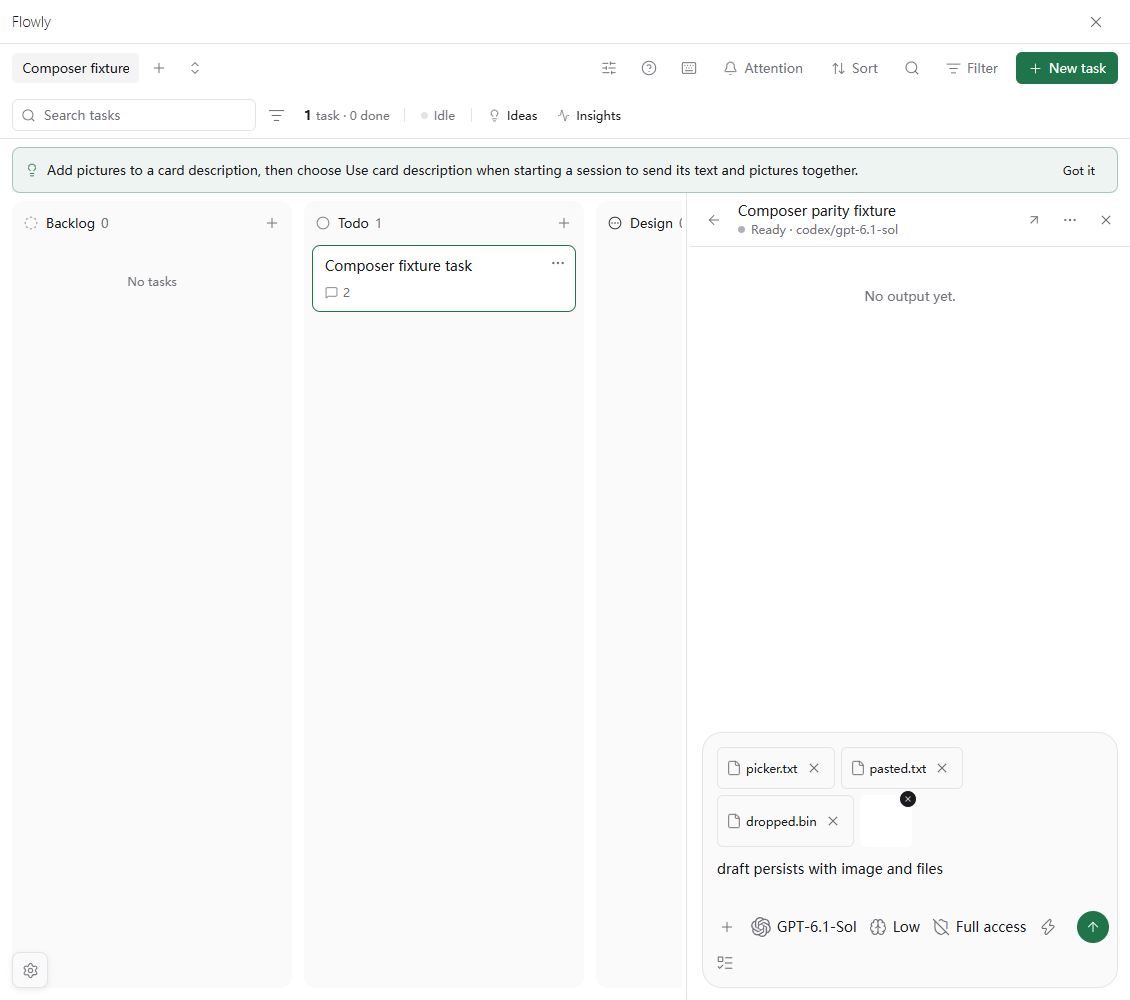 Flowly
Composer fixture
Attention
Sort
Filter
New task
Search tasks
1 task · 0 done
Idle
Ideas
Insights
Add pictures to a card description, then choose Use card description when starting a session to send its text and pictures together.
Got it
Backlog 0
No tasks
Todo 1
Composer fixture task
2
Design
Composer parity fixture
Ready · codex/gpt-6.1-sol
No output yet.
picker.txt
pasted.txt
dropped.bin
draft persists with image and files
GPT-6.1-Sol
Low
Full access